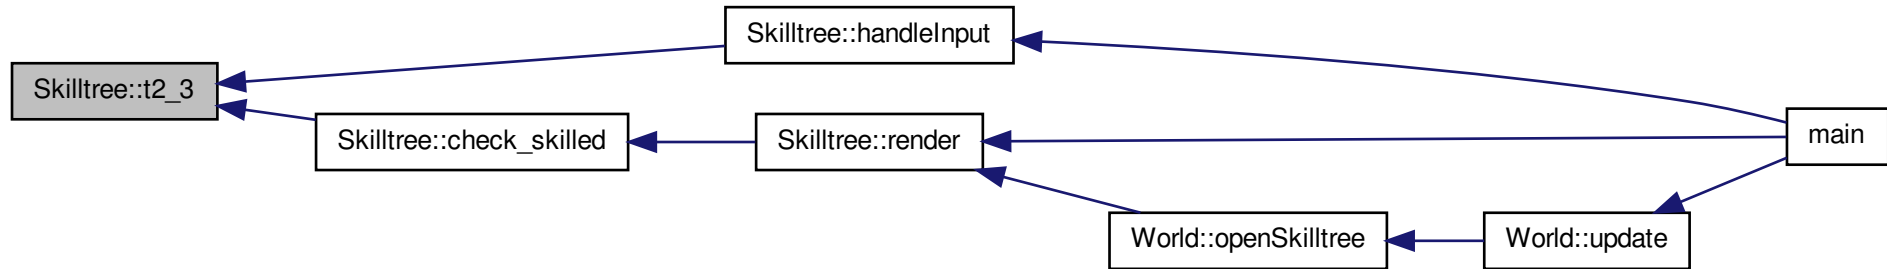 Skilltree::handleInput
Skilltree::t2_3
Skilltree::check_skilled
Skilltree::render
main
World::openSkilltree
World::update